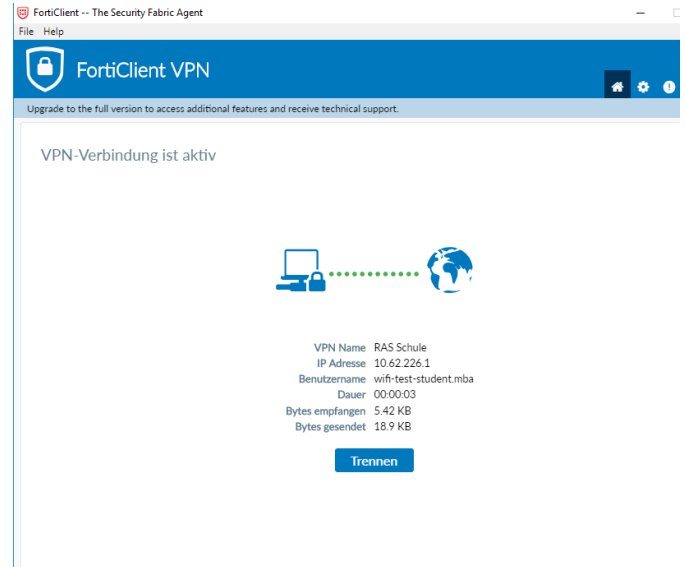 FortiClient -- The Security Fabric Agent
File Help
FortiClient VPN
Upgrade to the full version to access additional features and receive technical support.
VPN-Verbindung ist aktiv
VPN Name RAS Schule
IP Adresse 10.62.226.1
Benutzername wifi-test-student.mba
Dauer 00:00:03
Bytes empfangen 5.42 KB
Bytes gesendet 18.9 KB
Trennen